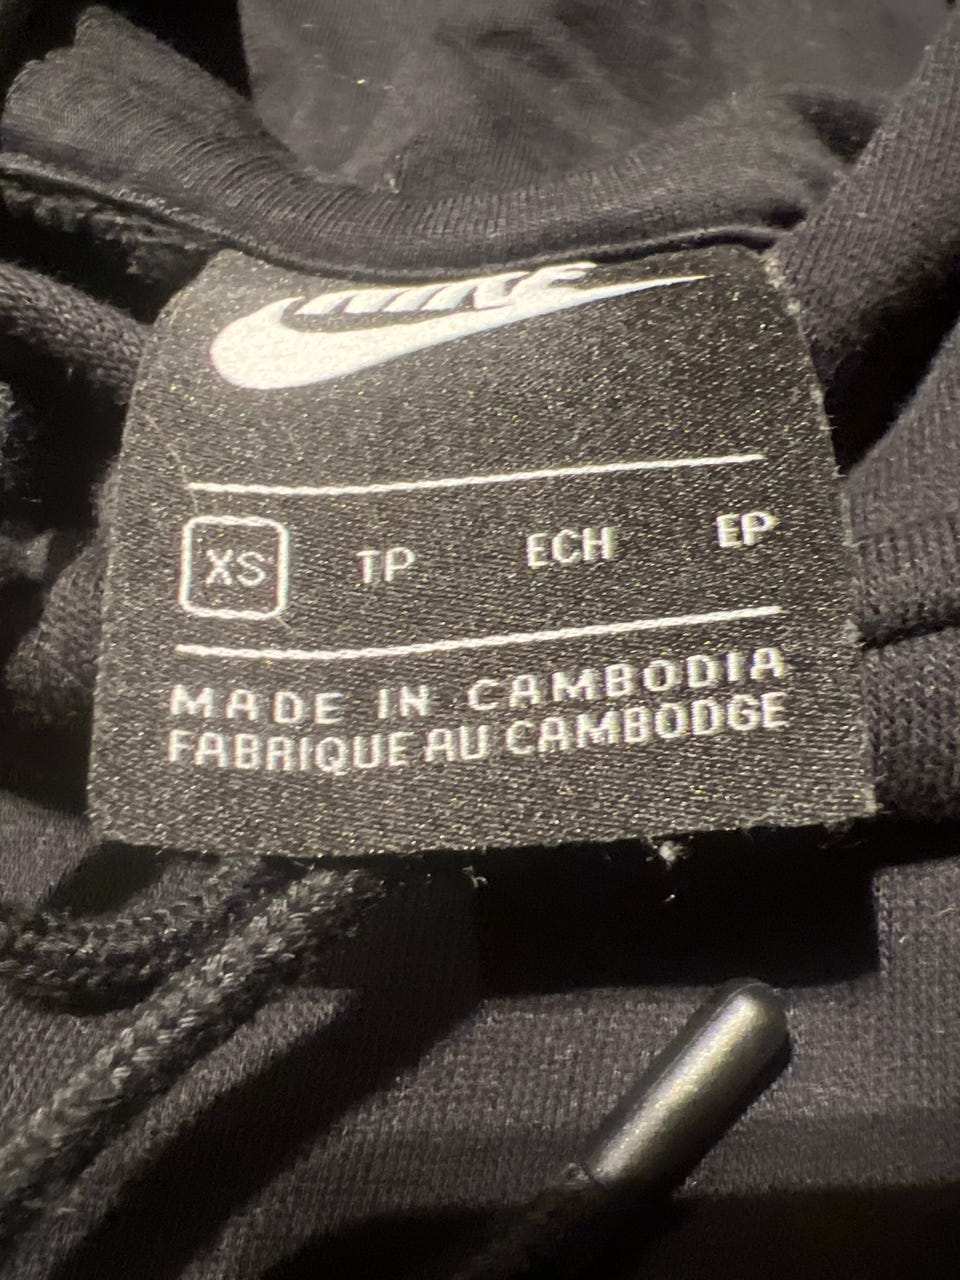 NIKE
XS TP ECH EP
MADE IN CAMBODIA
FABRIQUE AU CAMBODGE